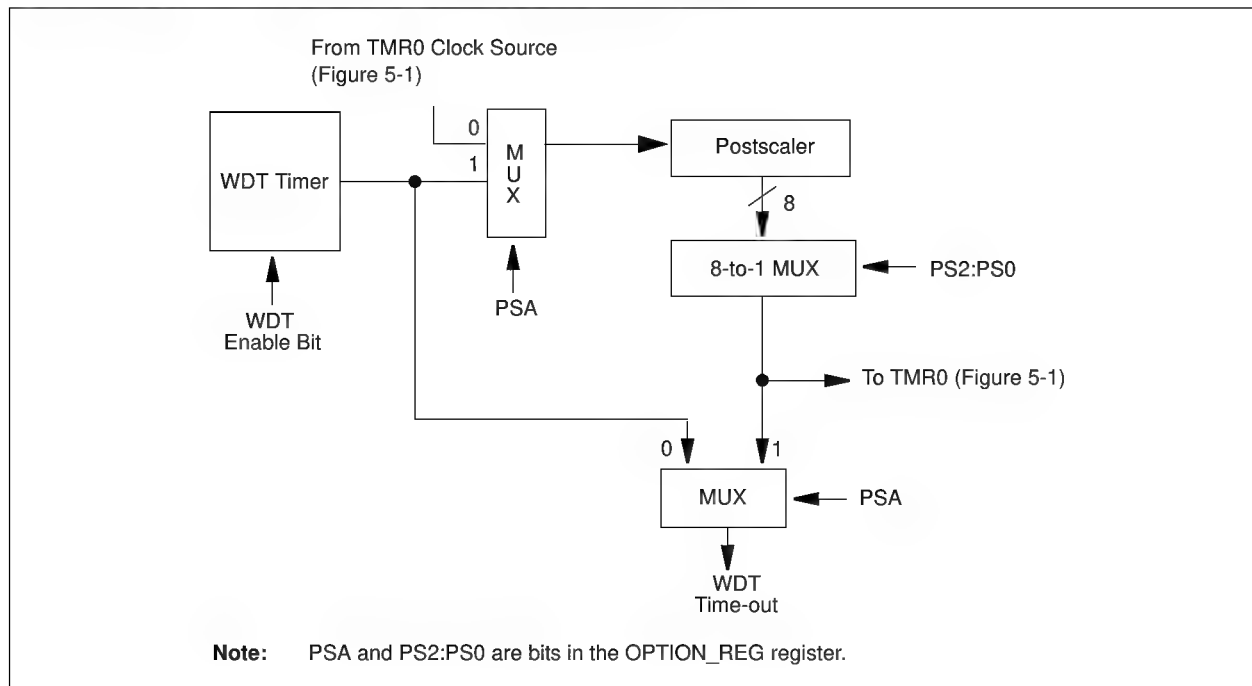 From TMR0 Clock Source
(Figure 5-1)
0
1
M
U
X
Postscaler
WDT Timer
8
8-to-1 MUX
PS2:PS0
PSA
WDT
Enable Bit
To TMR0 (Figure 5-1)
0
1
MUX
PSA
WDT
Time-out
Note: PSA and PS2:PS0 are bits in the OPTION_REG register.